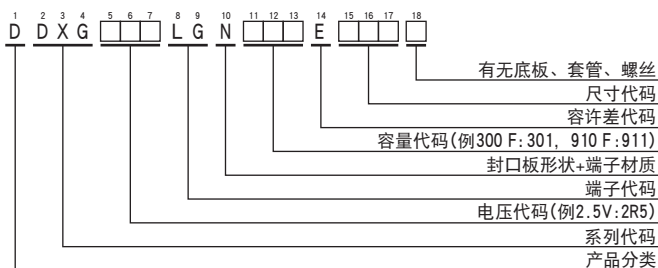 1 2 3 4 5 6 7 8 9 10 11 12 13 14 15 16 17 18
D D X G □□□ L G N □□□ E □□□ □
有无底板、套管、螺丝
尺寸代码
容许差代码
容量代码(例300 F:301, 910 F:911)
封口板形状+端子材质
端子代码
电压代码(例2.5V:2R5)
系列代码
产品分类